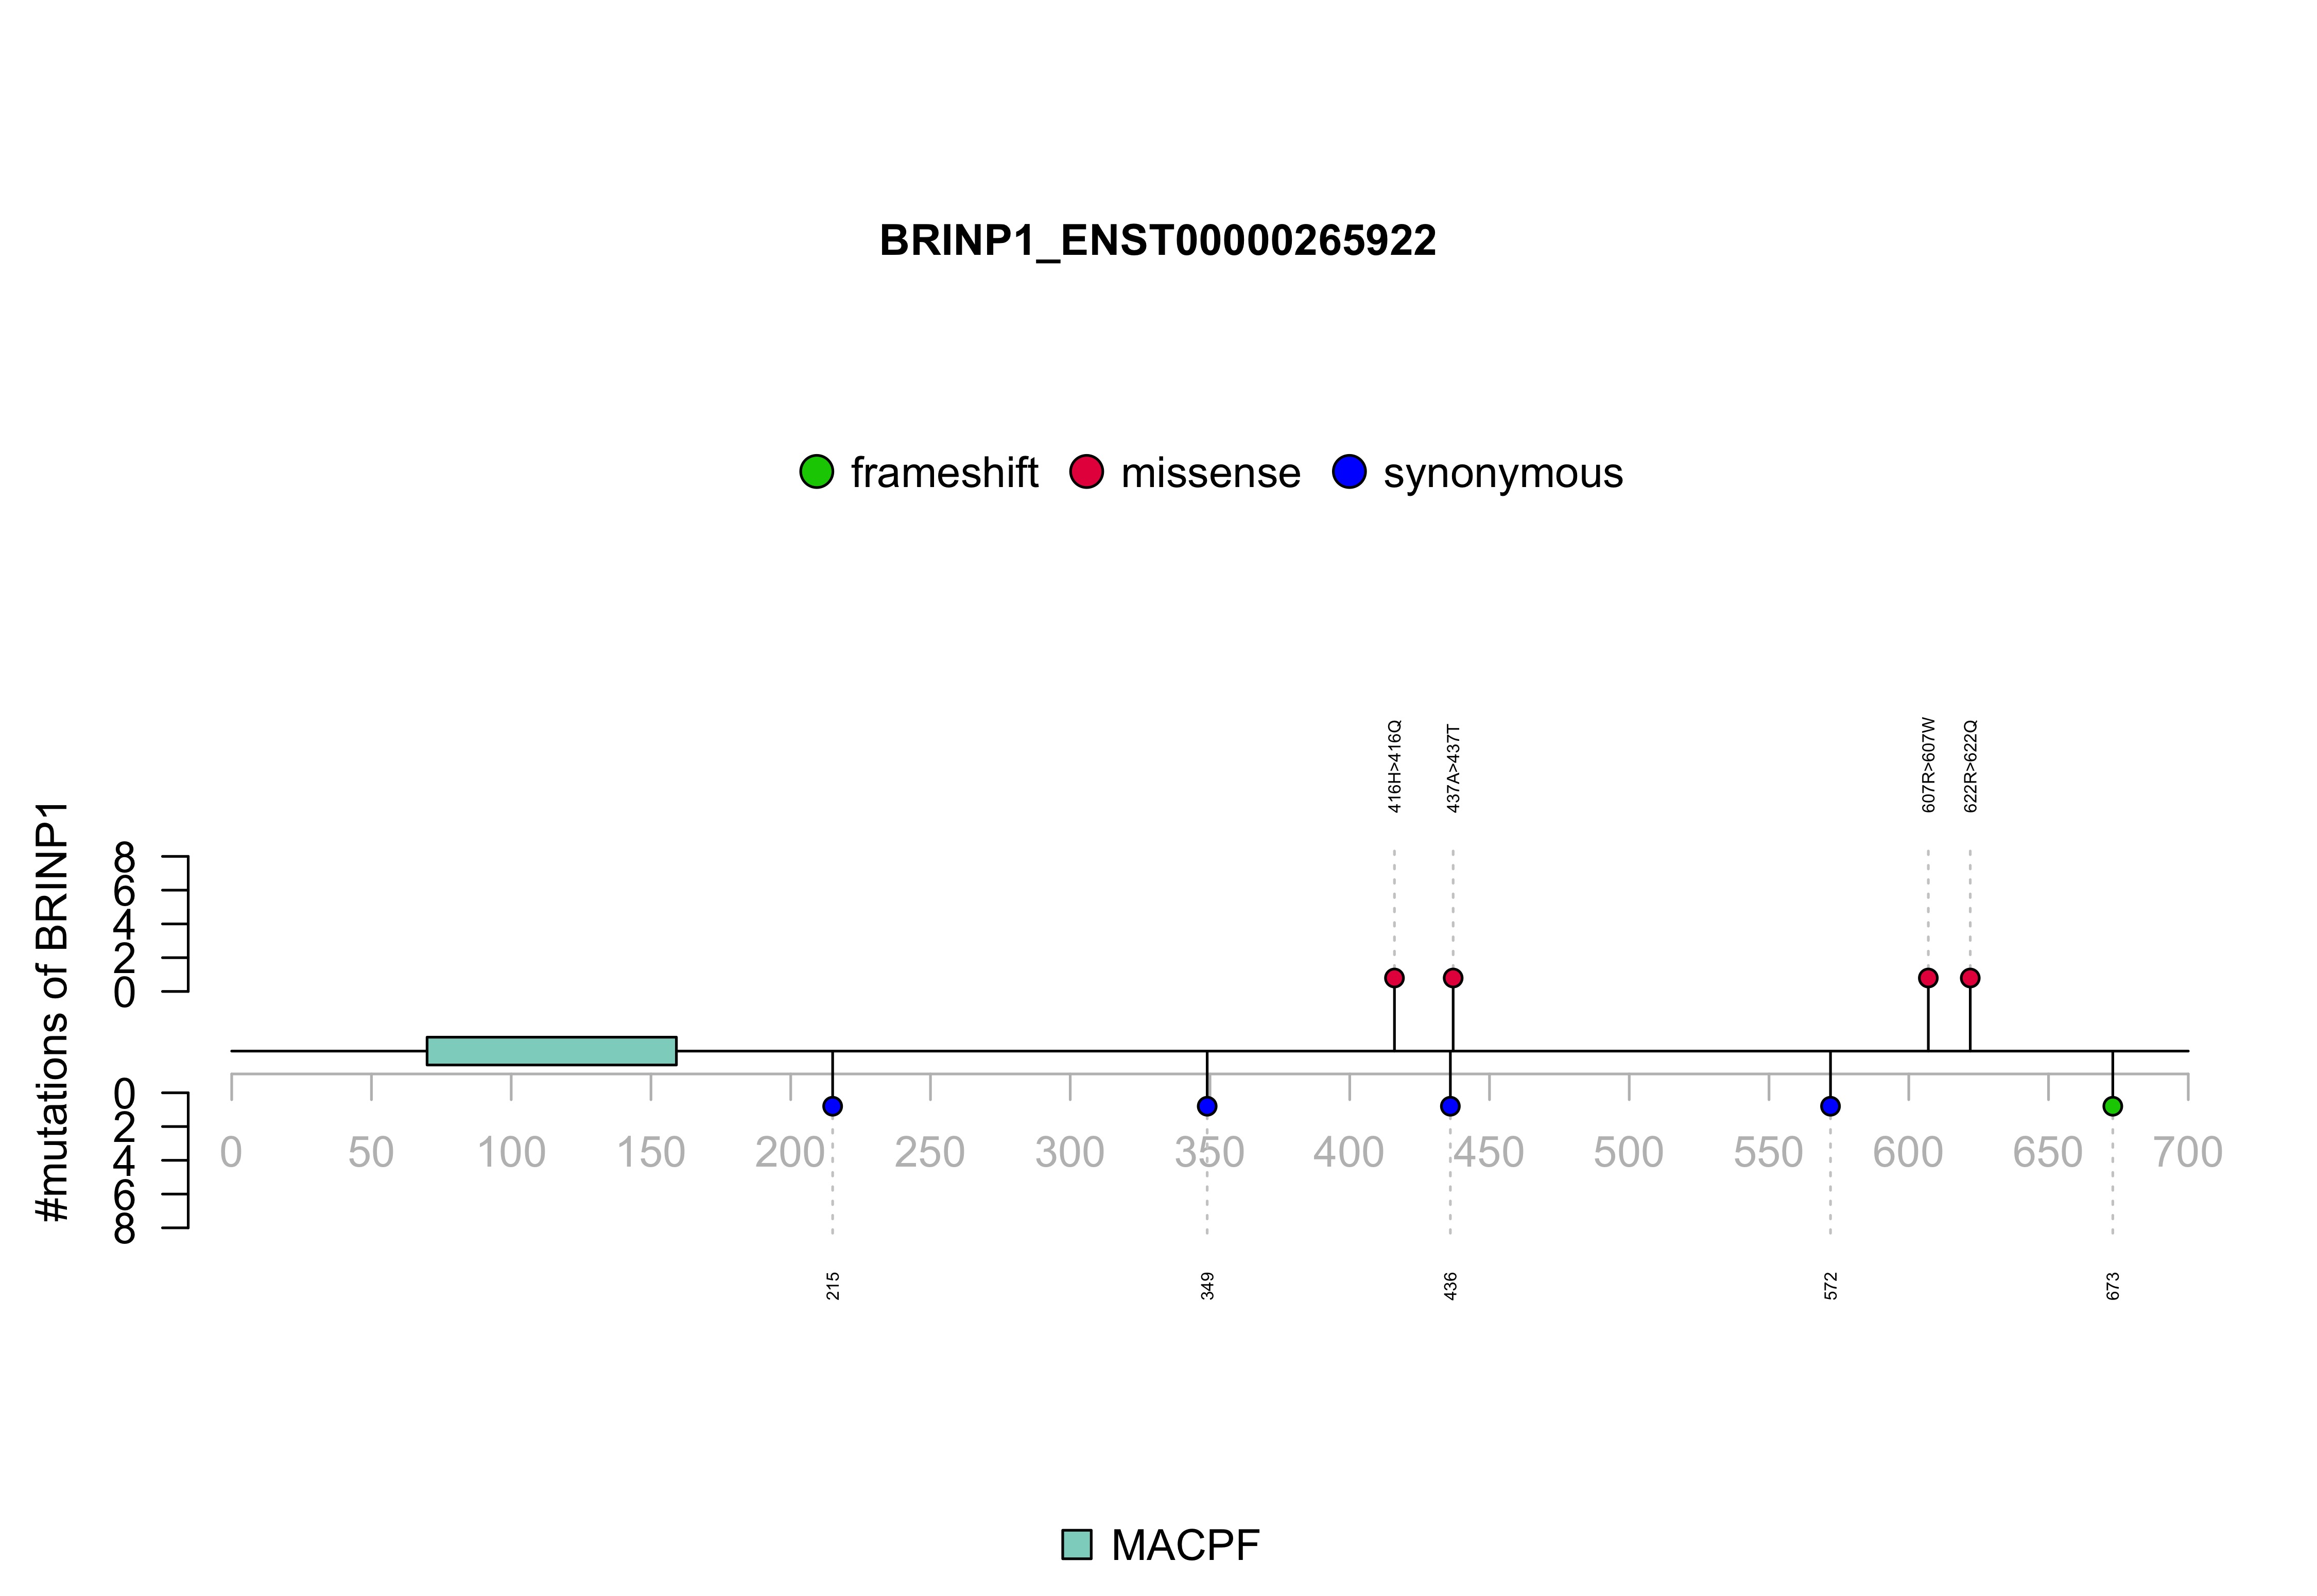 BRINP1_ENST00000265922
frameshift missense synonymous
416H>416Q
437A>437T
607R>607W
622R>622Q
#mutations of BRINP1
8
6
4
2
0
0
2
4
6
8
0 50 100 150 200 250 300 350 400 450 500 550 600 650 700
215
349
436
572
673
MACPF